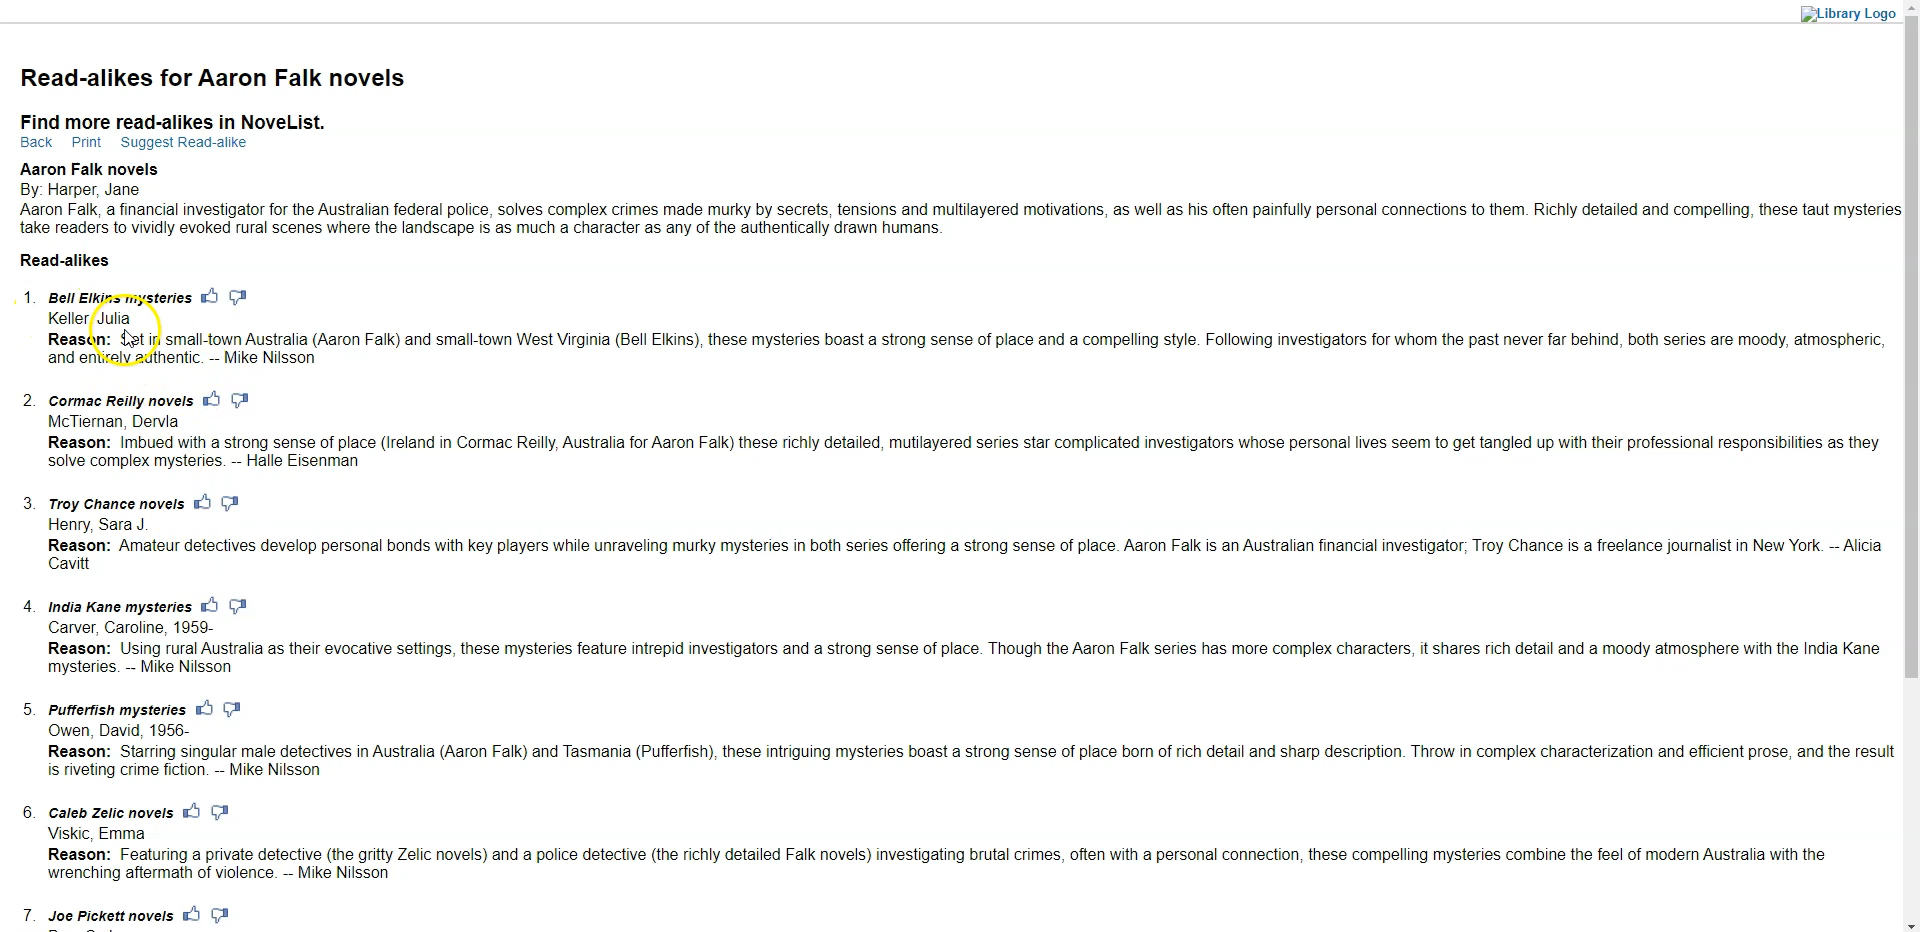 Library Logo
Read-alikes for Aaron Falk novels
Find more read-alikes in NoveList.
Back Print Suggest Read-alike
Aaron Falk novels
By: Harper, Jane
Aaron Falk, a financial investigator for the Australian federal police, solves complex crimes made murky by secrets, tensions and multilayered motivations, as well as his often painfully personal connections to them. Richly detailed and compelling, these taut mysteries
take readers to vividly evoked rural scenes where the landscape is as much a character as any of the authentically drawn humans.
Read-alikes
1. Bell Elkins mysteries
Keller, Julia
Reason: Set in small-town Australia (Aaron Falk) and small-town West Virginia (Bell Elkins), these mysteries boast a strong sense of place and a compelling style. Following investigators for whom the past never far behind, both series are moody, atmospheric,
and entirely authentic. -- Mike Nilsson
2. Cormac Reilly novels
McTiernan, Dervla
Reason: Imbued with a strong sense of place (Ireland in Cormac Reilly, Australia for Aaron Falk) these richly detailed, mutilayered series star complicated investigators whose personal lives seem to get tangled up with their professional responsibilities as they
solve complex mysteries. -- Halle Eisenman
3. Troy Chance novels
Henry, Sara J.
Reason: Amateur detectives develop personal bonds with key players while unraveling murky mysteries in both series offering a strong sense of place. Aaron Falk is an Australian financial investigator; Troy Chance is a freelance journalist in New York. -- Alicia
Cavitt
4. India Kane mysteries
Carver, Caroline, 1959-
Reason: Using rural Australia as their evocative settings, these mysteries feature intrepid investigators and a strong sense of place. Though the Aaron Falk series has more complex characters, it shares rich detail and a moody atmosphere with the India Kane
mysteries. -- Mike Nilsson
5. Pufferfish mysteries
Owen, David, 1956-
Reason: Starring singular male detectives in Australia (Aaron Falk) and Tasmania (Pufferfish), these intriguing mysteries boast a strong sense of place born of rich detail and sharp description. Throw in complex characterization and efficient prose, and the result
is riveting crime fiction. -- Mike Nilsson
6. Caleb Zelic novels
Viskic, Emma
Reason: Featuring a private detective (the gritty Zelic novels) and a police detective (the richly detailed Falk novels) investigating brutal crimes, often with a personal connection, these compelling mysteries combine the feel of modern Australia with the
wrenching aftermath of violence. -- Mike Nilsson
7. Joe Pickett novels